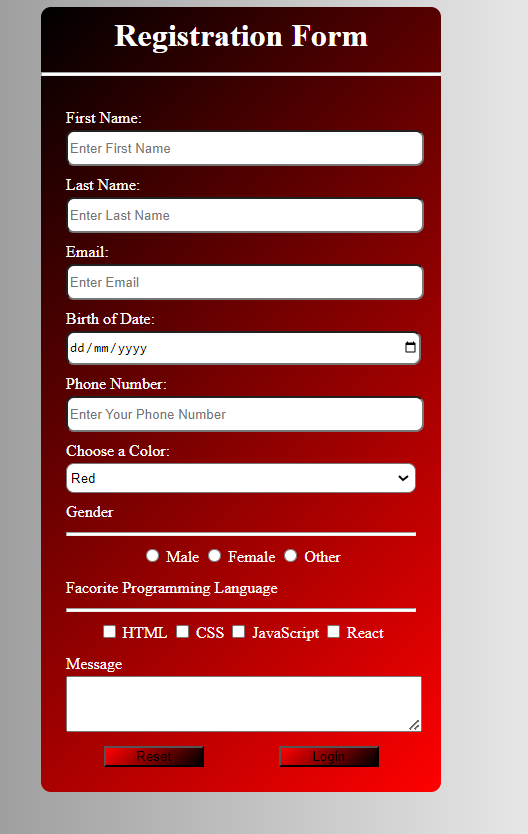 Registration Form
First Name:
Enter First Name
Last Name:
Enter Last Name
Email:
Enter Email
Birth of Date:
dd/mm/yyyy
Phone Number:
Enter Your Phone Number
Choose a Color:
Red
Gender
Male Female Other
Facorite Programming Language
HTML CSS JavaScript React
Message
Reset Login